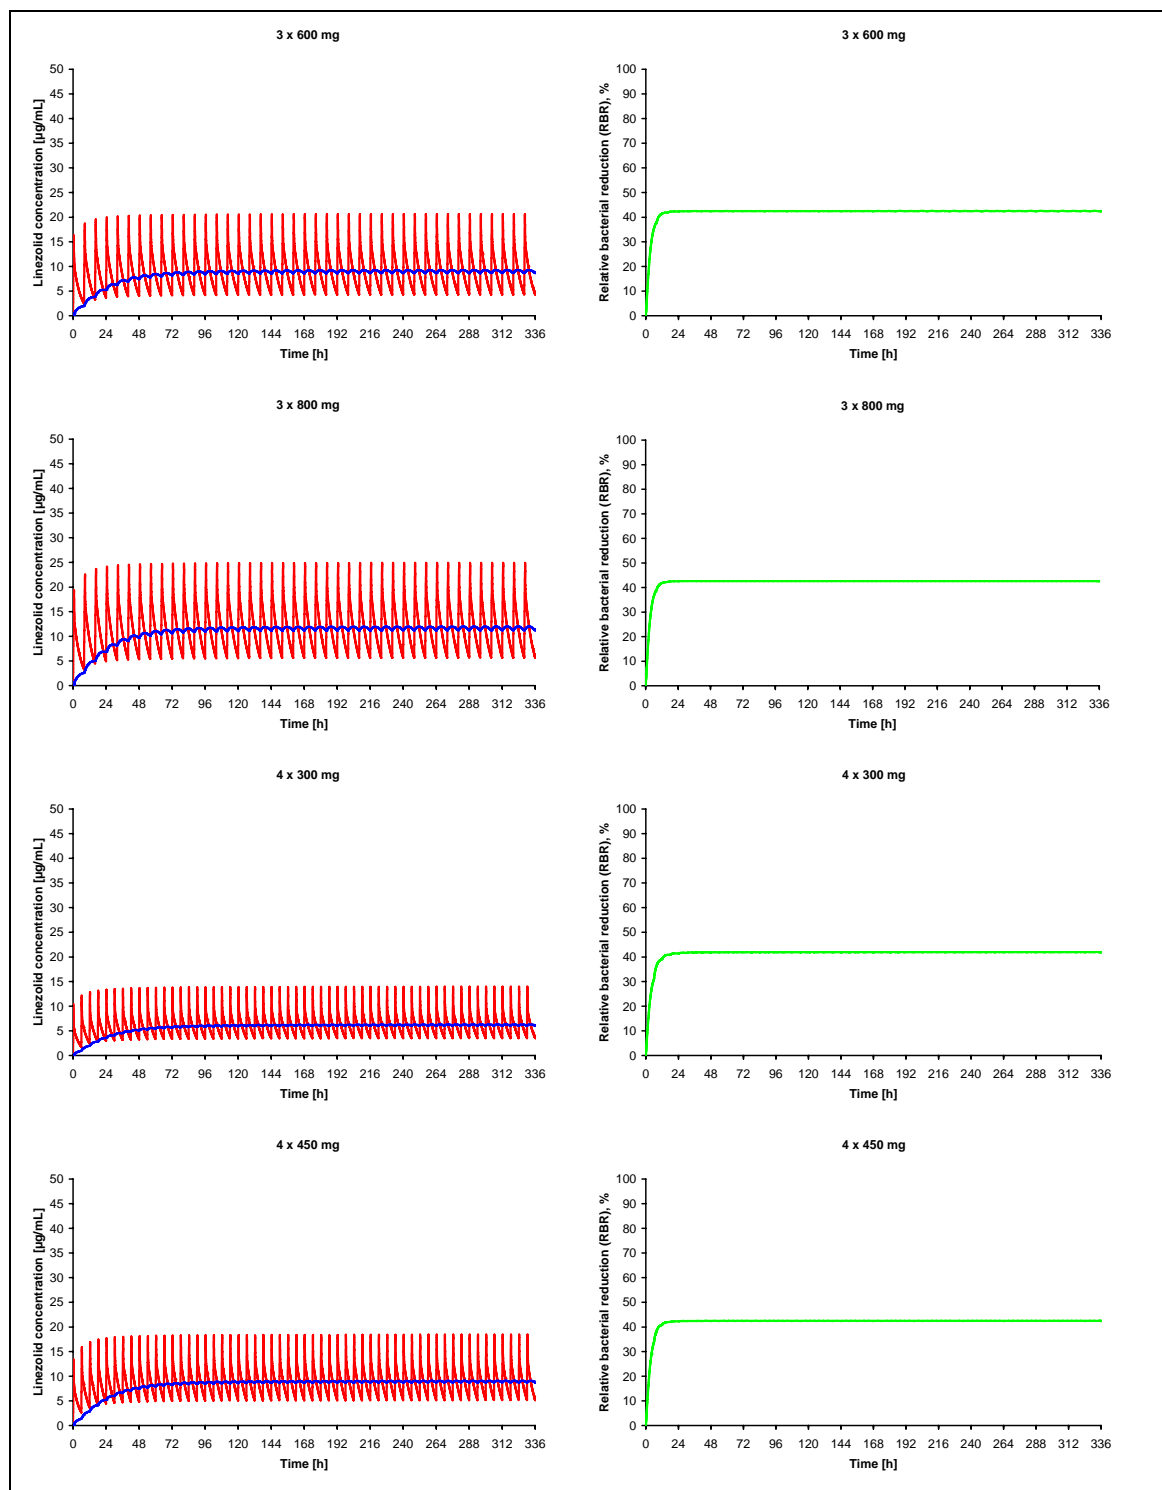 3 x 600 mg
Linezolid concentration [µg/mL]
50
45
40
35
30
25
20
15
10
5
0
0 24 48 72 96 120 144 168 192 216 240 264 288 312 336
Time [h]
3 x 600 mg
Relative bacterial reduction (RBR), %
100
90
80
70
60
50
40
30
20
10
0
0 24 48 72 96 120 144 168 192 216 240 264 288 312 336
Time [h]
3 x 800 mg
Linezolid concentration [µg/mL]
50
45
40
35
30
25
20
15
10
5
0
0 24 48 72 96 120 144 168 192 216 240 264 288 312 336
Time [h]
3 x 800 mg
Relative bacterial reduction (RBR), %
100
90
80
70
60
50
40
30
20
10
0
0 24 48 72 96 120 144 168 192 216 240 264 288 312 336
Time [h]
4 x 300 mg
Linezolid concentration [µg/mL]
50
45
40
35
30
25
20
15
10
5
0
0 24 48 72 96 120 144 168 192 216 240 264 288 312 336
Time [h]
4 x 300 mg
Relative bacterial reduction (RBR), %
100
90
80
70
60
50
40
30
20
10
0
0 24 48 72 96 120 144 168 192 216 240 264 288 312 336
Time [h]
4 x 450 mg
Linezolid concentration [µg/mL]
50
45
40
35
30
25
20
15
10
5
0
0 24 48 72 96 120 144 168 192 216 240 264 288 312 336
Time [h]
4 x 450 mg
Relative bacterial reduction (RBR), %
100
90
80
70
60
50
40
30
20
10
0
0 24 48 72 96 120 144 168 192 216 240 264 288 312 336
Time [h]